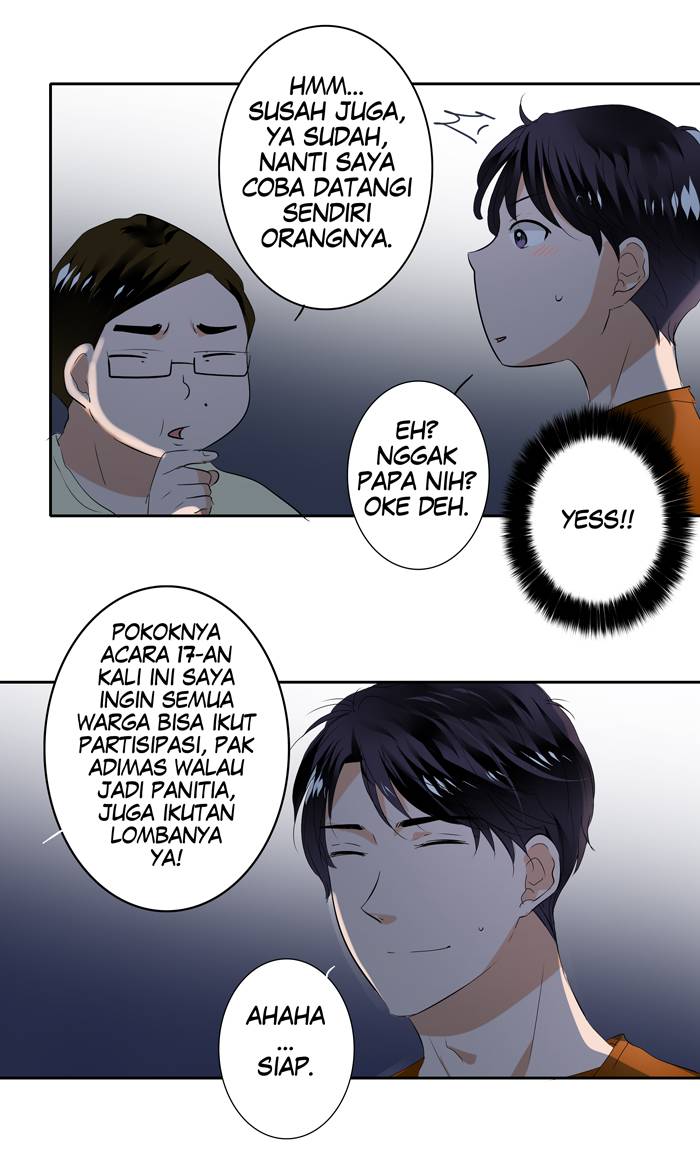 HMM...
SUSAH JUGA,
YA SUDAH,
NANTI SAYA
COBA DATANGI
SENDIRI
ORANGNYA.
EH?
NGGAK
PAPA NIH?
OKE DEH.
YESS!!
POKOKNYA
ACARA 17-AN
KALI INI SAYA
INGIN SEMUA
WARGA BISA IKUT
PARTISIPASI, PAK
ADIMAS WALAU
JADI PANITIA,
JUGA IKUTAN
LOMBANYA
YA!
AHAHA
...
SIAP.